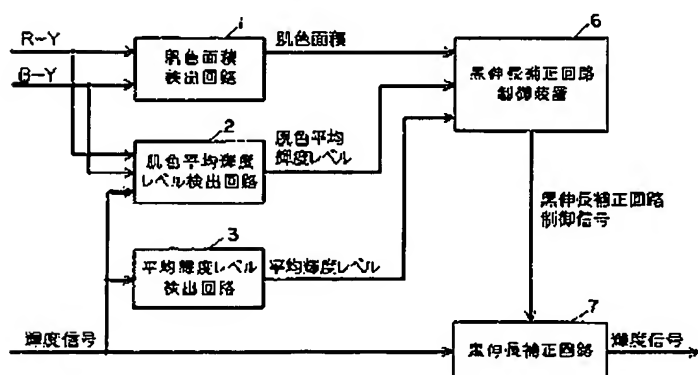 R-Y
B-Y
1
肌色面積
検出回路
肌色面積
6
黒伸長補正回路
制御装置
2
肌色平均輝度
レベル検出回路
肌色平均
輝度レベル
黒伸長補正回路
制御信号
3
平均輝度レベル
検出回路
平均輝度レベル
輝度信号
7
黒伸長補正回路
輝度信号